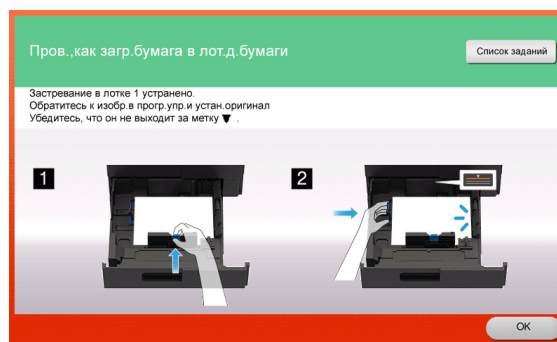 Пров.,как загр.бумага в лот.д.бумаги
Список заданий
Застревание в лотке 1 устранено.
Обратитесь к изобр.в прогр.упр.и устан.оригинал
Убедитесь, что он не выходит за метку ▼ .
1
2
OK